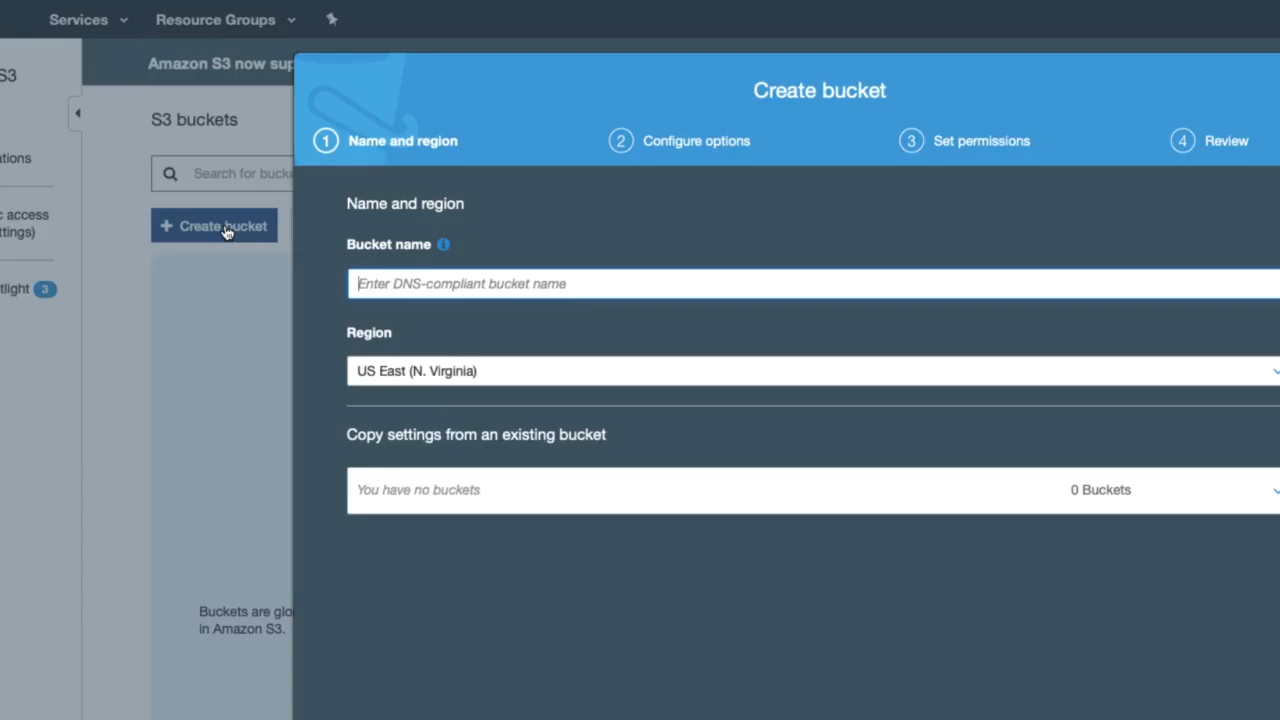 Services
Resource Groups
S3
Amazon S3 now sup
Create bucket
1 Name and region
2 Configure options
3 Set permissions
4 Review
S3 buckets
ations
Search for bucke
c access
ttings)
+ Create bucket
tlight 3
Name and region
Bucket name
Enter DNS-compliant bucket name
Region
US East (N. Virginia)
Copy settings from an existing bucket
You have no buckets
0 Buckets
Buckets are glo
in Amazon S3.